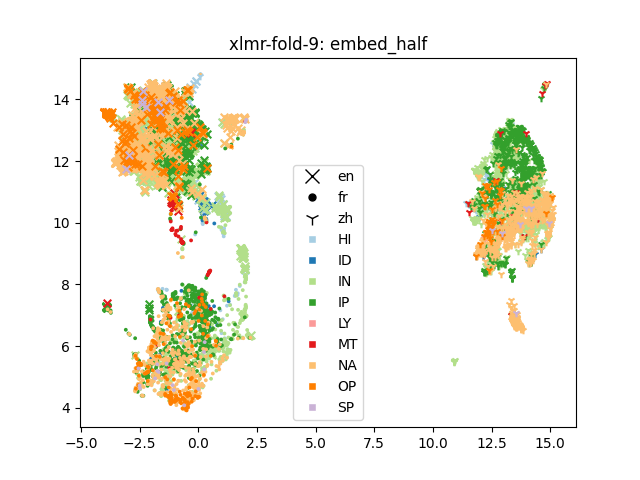 xlmr-fold-9: embed_half
14
12
10
8
6
4
−5.0
−2.5
0.0
2.5
5.0
7.5
10.0
12.5
15.0
en
fr
zh
HI
ID
IN
IP
LY
MT
NA
OP
SP